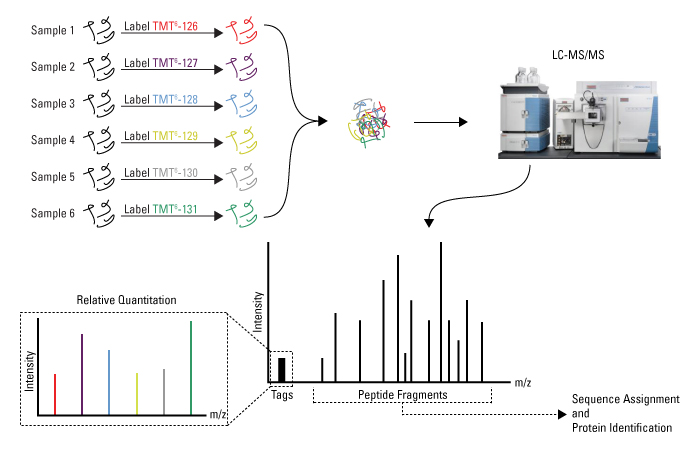 Sample 1 Label TMT⁶-126
Sample 2 Label TMT⁶-127
Sample 3 Label TMT⁶-128
Sample 4 Label TMT⁶-129
Sample 5 Label TMT⁶-130
Sample 6 Label TMT⁶-131
LC-MS/MS
Relative Quantitation
Intensity
m/z
Intensity
m/z
Tags
Peptide Fragments
Sequence Assignment
and
Protein Identification